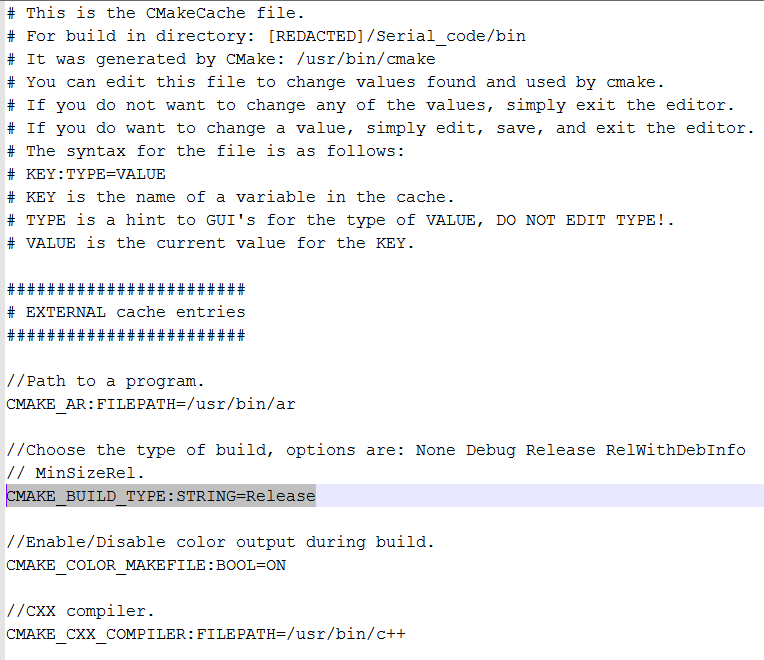 # This is the CMakeCache file.
# For build in directory: [REDACTED]/Serial_code/bin
# It was generated by CMake: /usr/bin/cmake
# You can edit this file to change values found and used by cmake.
# If you do not want to change any of the values, simply exit the editor.
# If you do want to change a value, simply edit, save, and exit the editor.
# The syntax for the file is as follows:
# KEY:TYPE=VALUE
# KEY is the name of a variable in the cache.
# TYPE is a hint to GUI's for the type of VALUE, DO NOT EDIT TYPE!.
# VALUE is the current value for the KEY.
########################
# EXTERNAL cache entries
########################
//Path to a program.
CMAKE_AR:FILEPATH=/usr/bin/ar
//Choose the type of build, options are: None Debug Release RelWithDebInfo
// MinSizeRel.
CMAKE_BUILD_TYPE:STRING=Release
//Enable/Disable color output during build.
CMAKE_COLOR_MAKEFILE:BOOL=ON
//CXX compiler.
CMAKE_CXX_COMPILER:FILEPATH=/usr/bin/c++